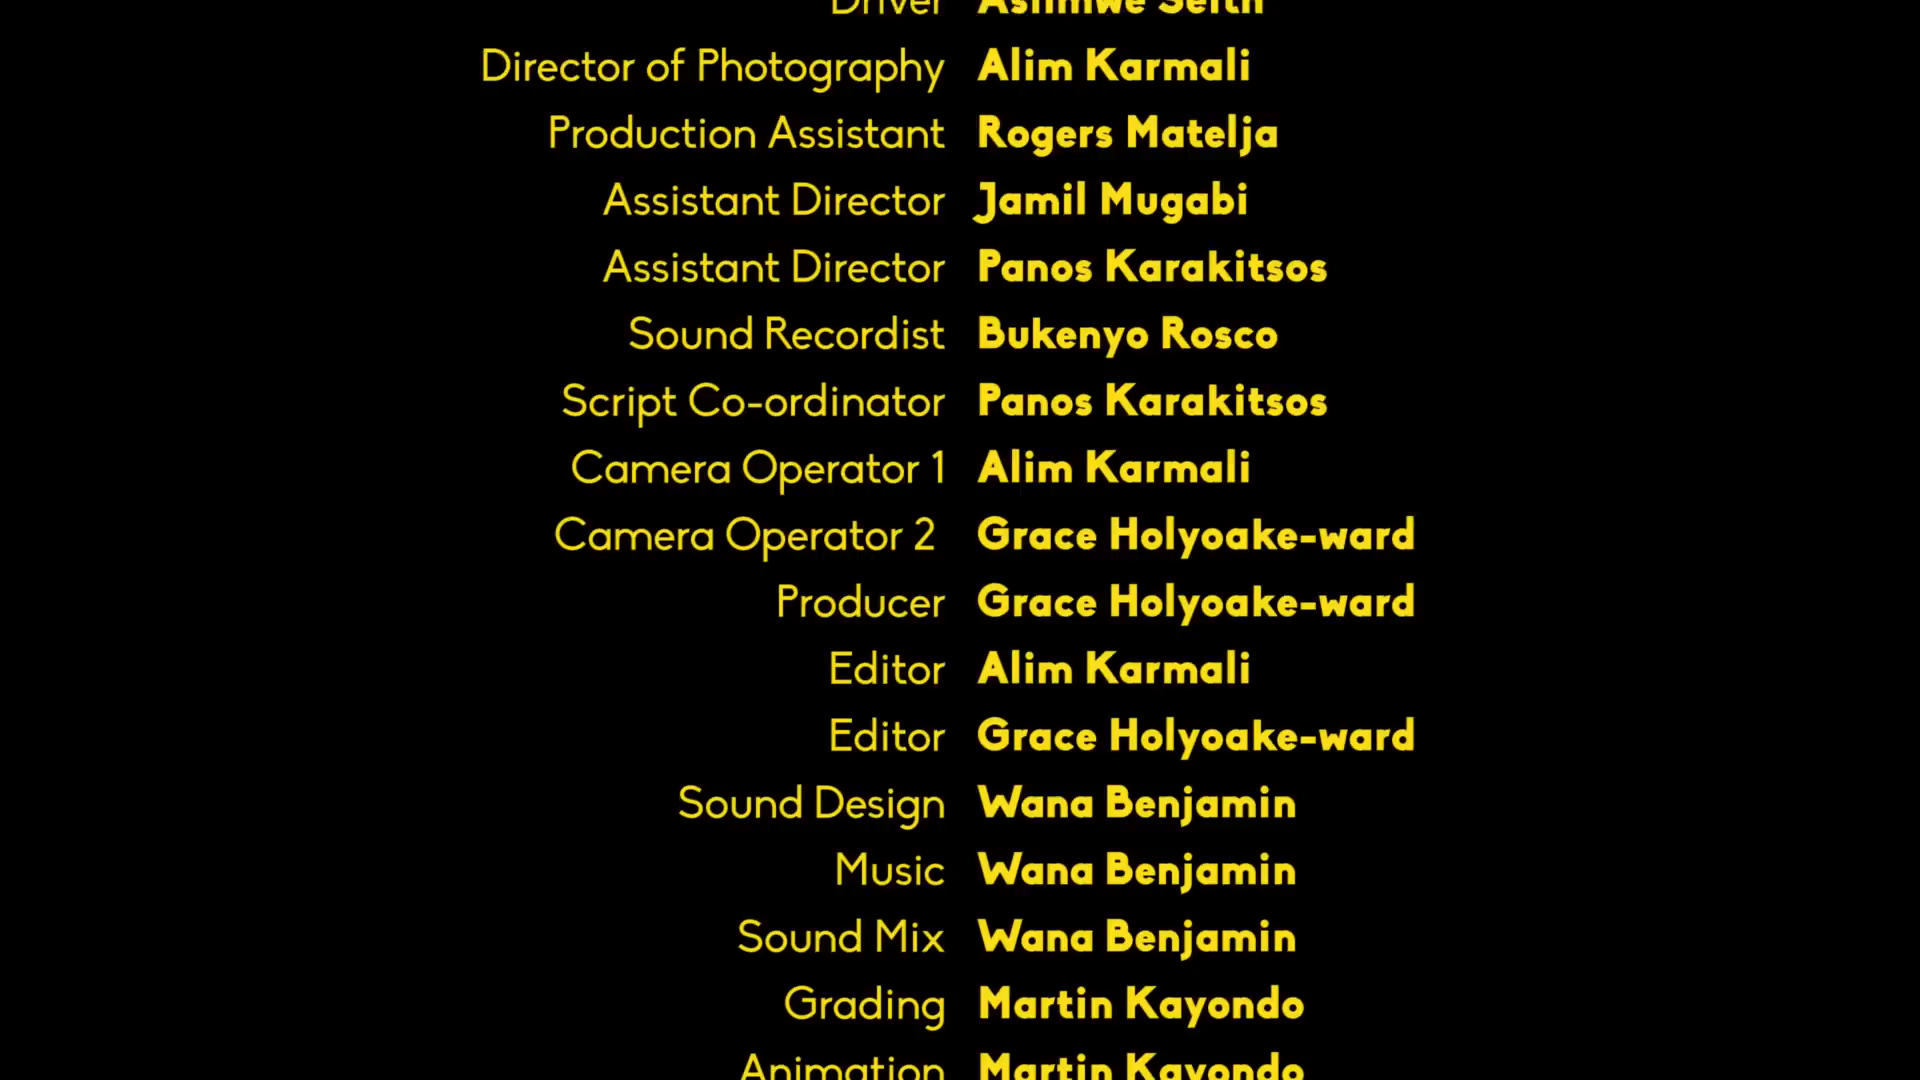 Driver
Director of Photography Alim Karmali
Production Assistant Rogers Matelja
Assistant Director Jamil Mugabi
Assistant Director Panos Karakitsos
Sound Recordist Bukenyo Rosco
Script Co-ordinator Panos Karakitsos
Camera Operator 1 Alim Karmali
Camera Operator 2 Grace Holyoake-ward
Producer Grace Holyoake-ward
Editor Alim Karmali
Editor Grace Holyoake-ward
Sound Design Wana Benjamin
Music Wana Benjamin
Sound Mix Wana Benjamin
Grading Martin Kayondo
Animation Martin Kayondo